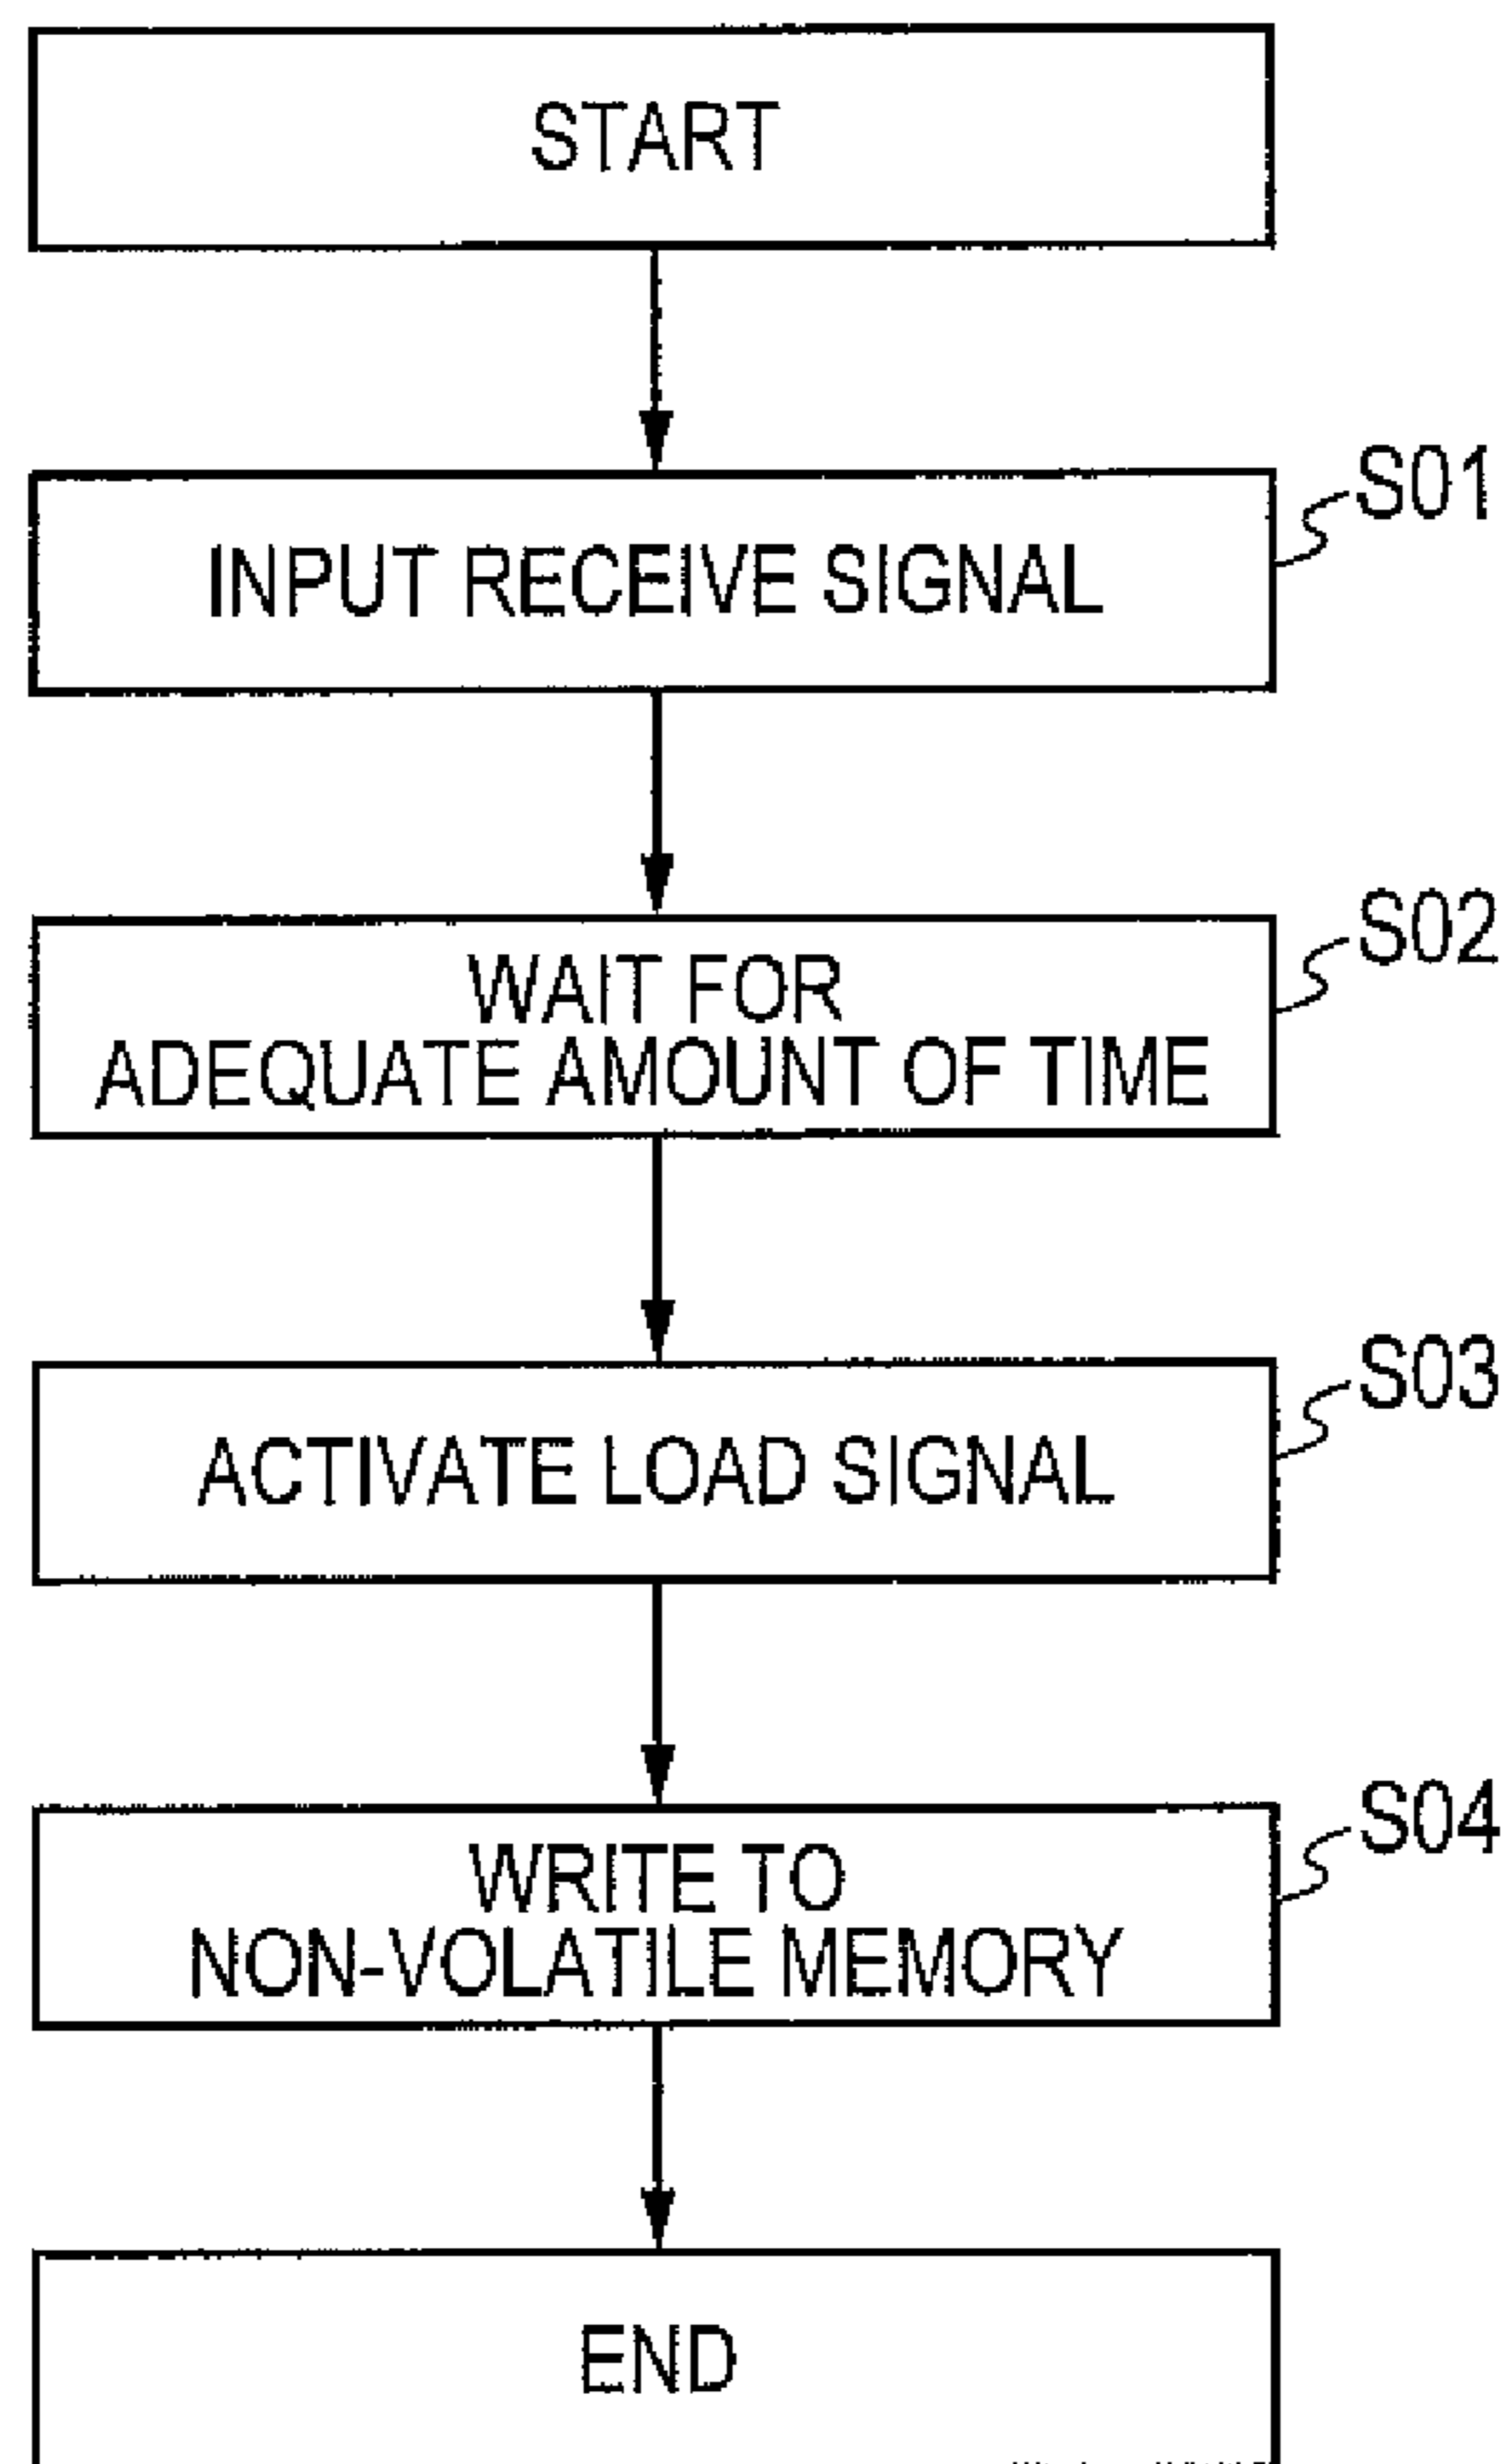 START
INPUT RECEIVE SIGNAL
S01
WAIT FOR
ADEQUATE AMOUNT OF TIME
S02
ACTIVATE LOAD SIGNAL
S03
WRITE TO
NON-VOLATILE MEMORY
S04
END